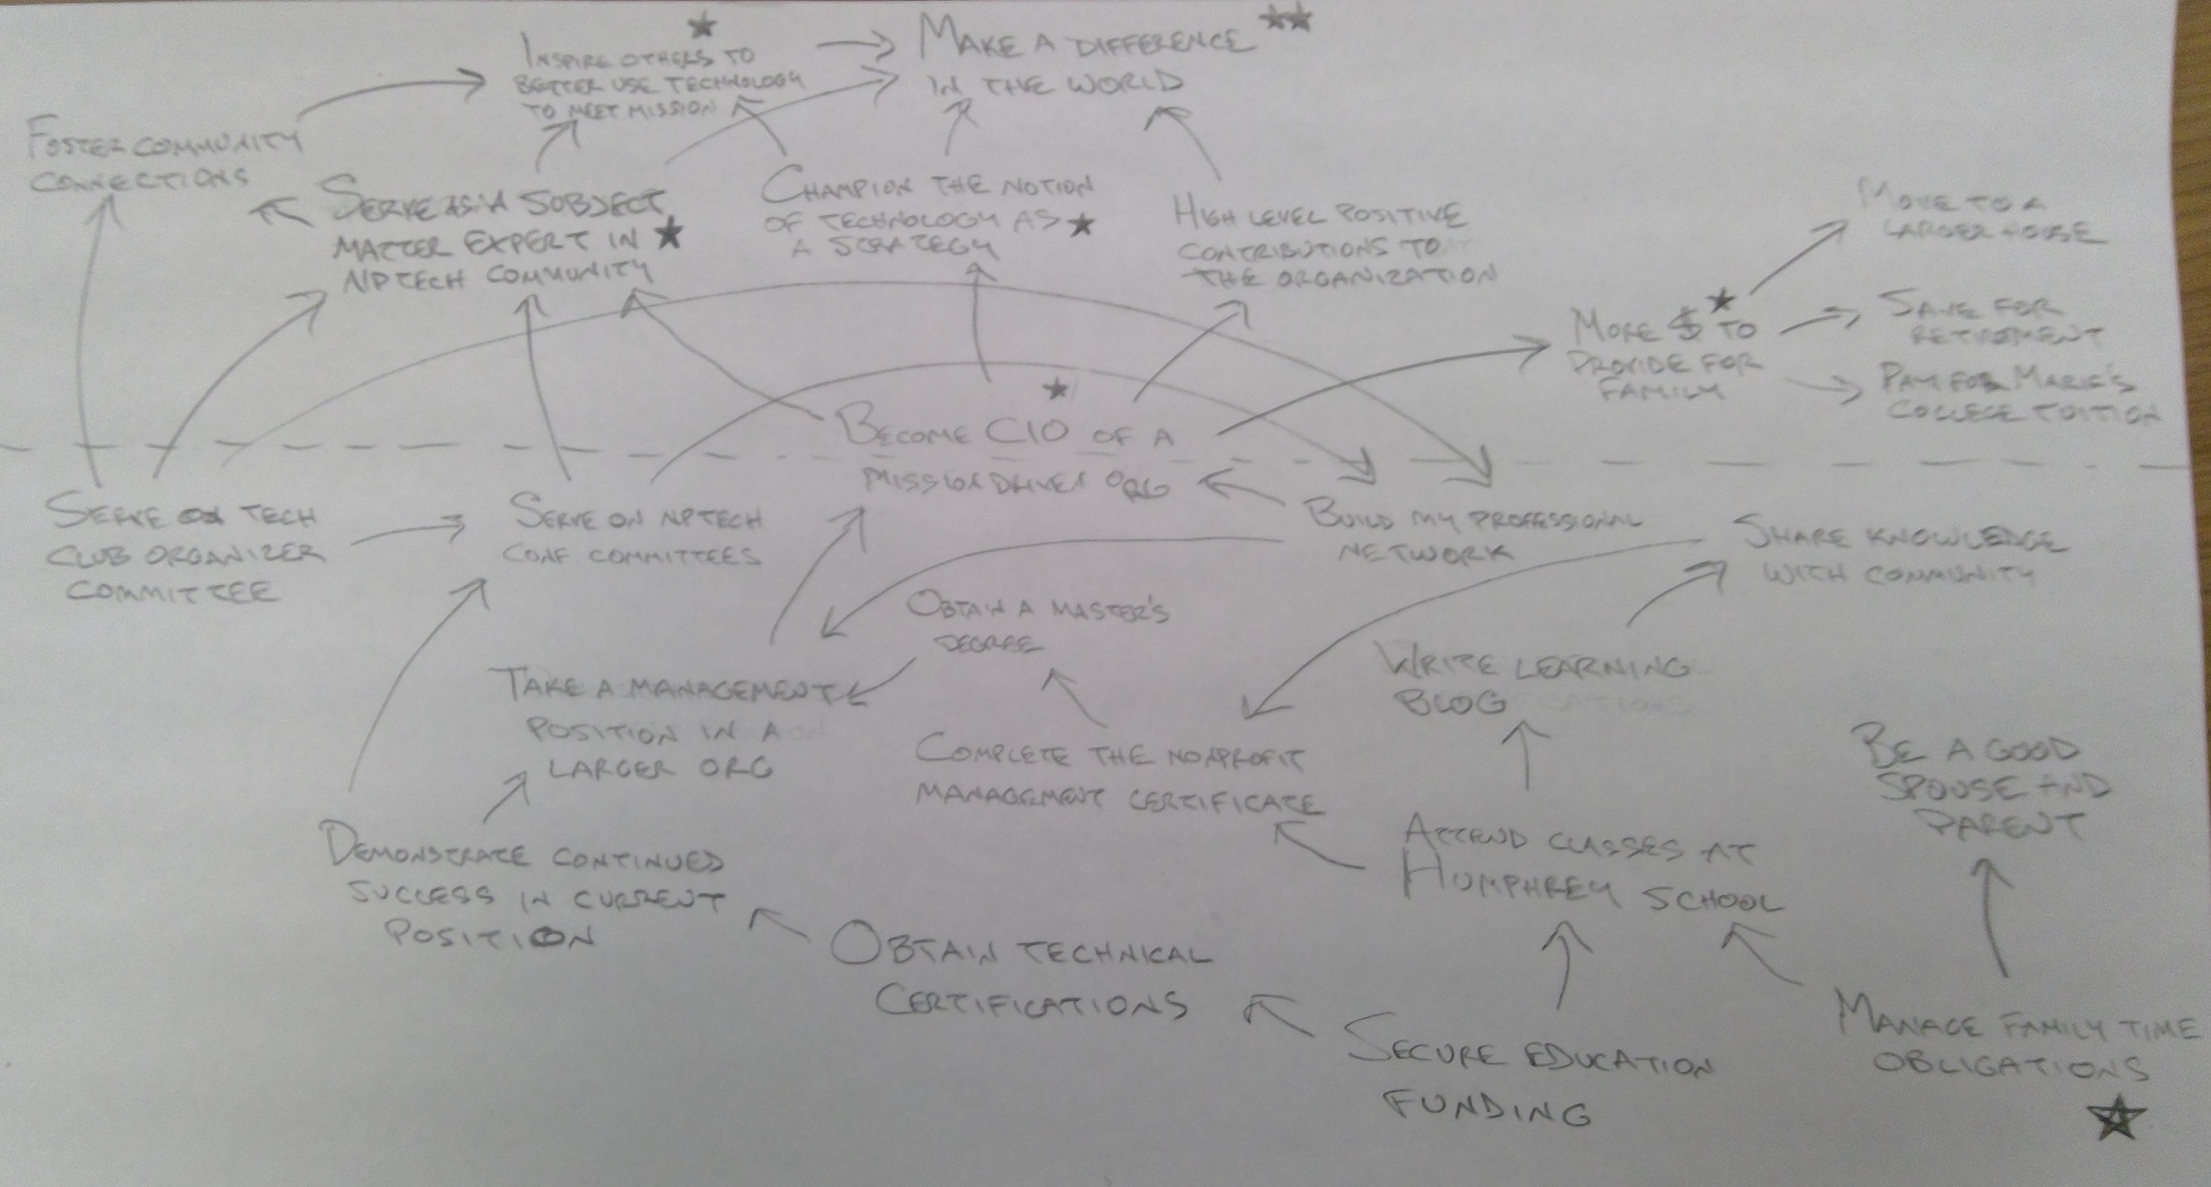 INSPIRE OTHERS TO
BETTER USE TECHNOLOGY
TO MEET MISSION
MAKE A DIFFERENCE
IN THE WORLD
FOSTER COMMUNITY
CONNECTIONS
SERVE AS A SUBJECT
MATTER EXPERT IN
NPTECH COMMUNITY
CHAMPION THE NOTION
OF TECHNOLOGY AS
A STRATEGY
HIGH LEVEL POSITIVE
CONTRIBUTIONS TO
THE ORGANIZATION
MORE $ TO
PROVIDE FOR
FAMILY
MOVE TO A
LARGER HOUSE
SAVE FOR
RETIREMENT
PAY FOR MARIE'S
COLLEGE TUITION
BECOME CIO OF A
MISSION DRIVEN ORG
SERVE ON TECH
CLUB ORGANIZER
COMMITTEE
SERVE ON NPTECH
CONF COMMITTEES
BUILD MY PROFESSIONAL
NETWORK
SHARE KNOWLEDGE
WITH COMMUNITY
OBTAIN A MASTER'S
DEGREE
TAKE A MANAGEMENT
POSITION IN A
LARGER ORG
WRITE LEARNING
BLOG
COMPLETE THE NONPROFIT
MANAGEMENT CERTIFICATE
BE A GOOD
SPOUSE AND
PARENT
DEMONSTRATE CONTINUED
SUCCESS IN CURRENT
POSITION
ATTEND CLASSES AT
HUMPHREY SCHOOL
OBTAIN TECHNICAL
CERTIFICATIONS
SECURE EDUCATION
FUNDING
MANAGE FAMILY TIME
OBLIGATIONS